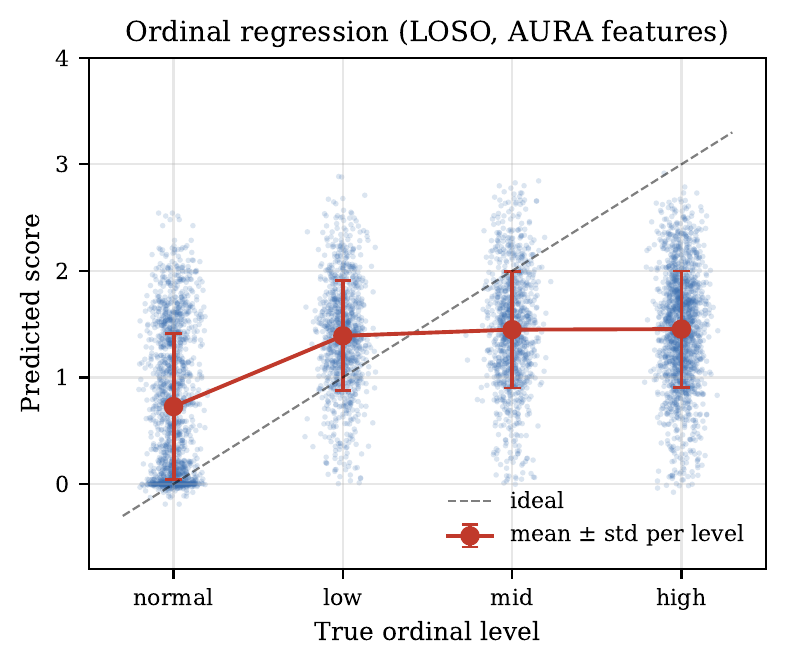 Ordinal regression (LOSO, AURA features)
4
3
2
1
0
Predicted score
ideal
mean ± std per level
normal low mid high
True ordinal level